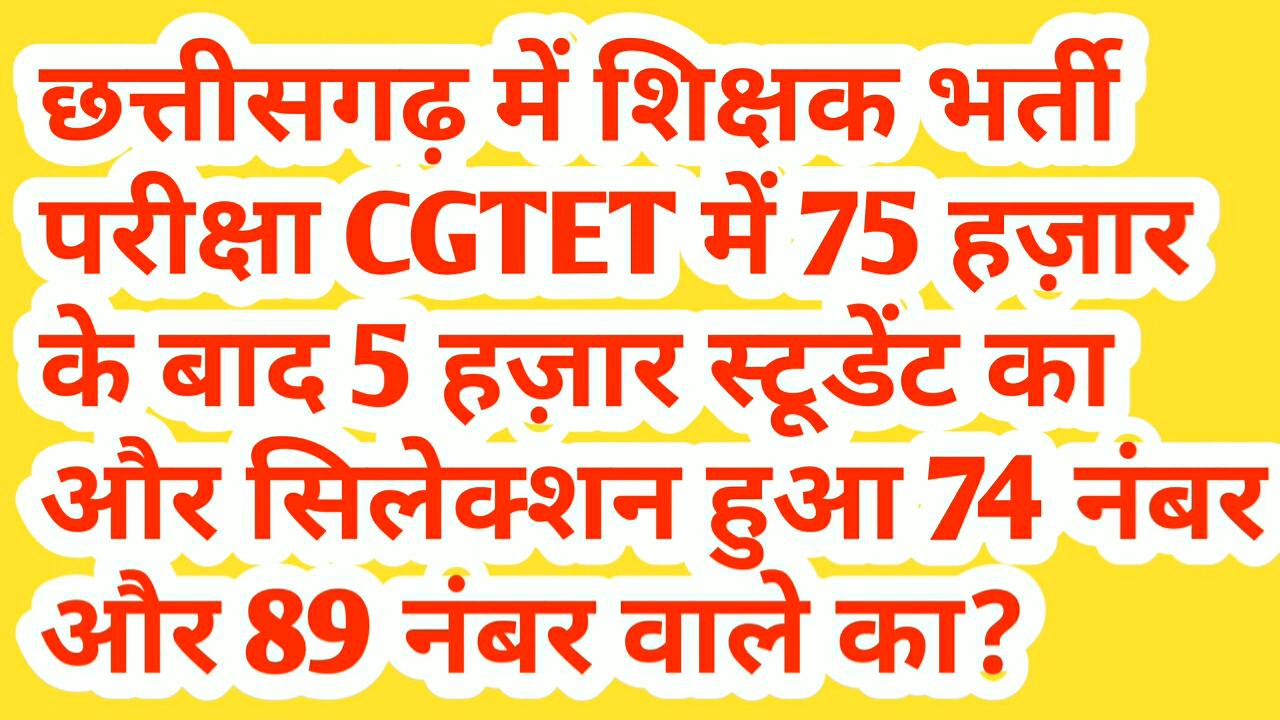 छत्तीसगढ़ में शिक्षक भर्ती
परीक्षा CGTET में 75 हज़ार
के बाद 5 हज़ार स्टूडेंट का
और सिलेक्शन हुआ 74 नंबर
और 89 नंबर वाले का?